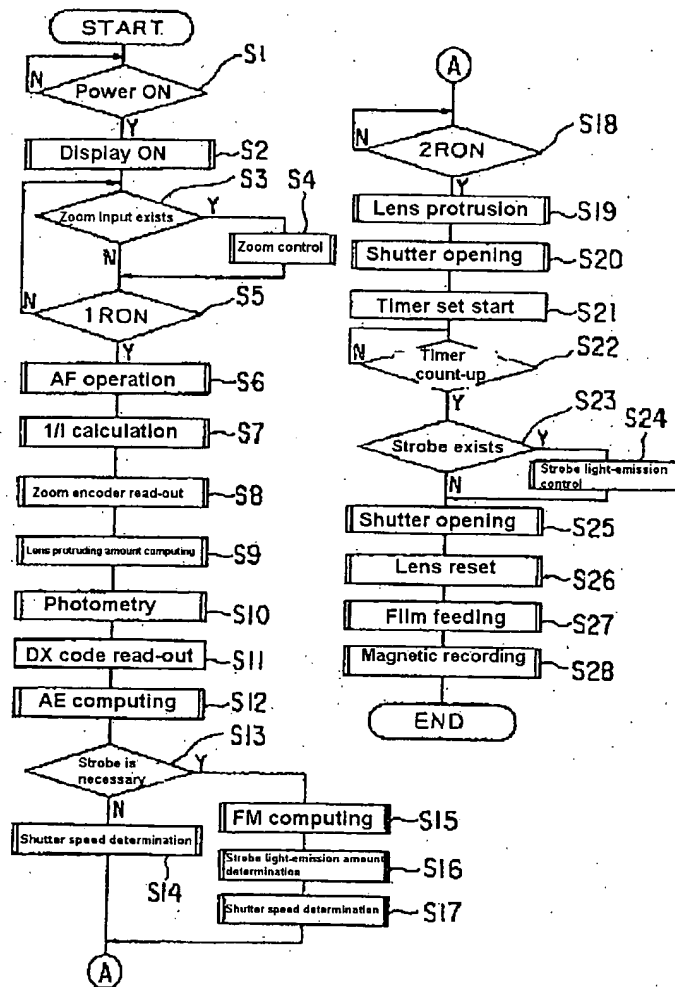 START
S1
N
Power ON
Y
Display ON
S2
S3
S4
Zoom Input exists
Y
Zoom control
N
S5
N
1RON
Y
AF operation
S6
1/I calculation
S7
Zoom encoder read-out
S8
Lens protruding amount computing
S9
Photometry
S10
DX code read-out
S11
AE computing
S12
S13
Strobe is
necessary
Y
N
Shutter speed determination
S14
FM computing
S15
Strobe light-emission amount
determination
S16
Shutter speed determination
S17
A
A
S18
N
2RON
Y
Lens protrusion
S19
Shutter opening
S20
Timer set start
S21
N
Timer
count-up
S22
Y
S23
S24
Strobe exists
Y
Strobe light-emission
control
N
Shutter opening
S25
Lens reset
S26
Film feeding
S27
Magnetic recording
S28
END